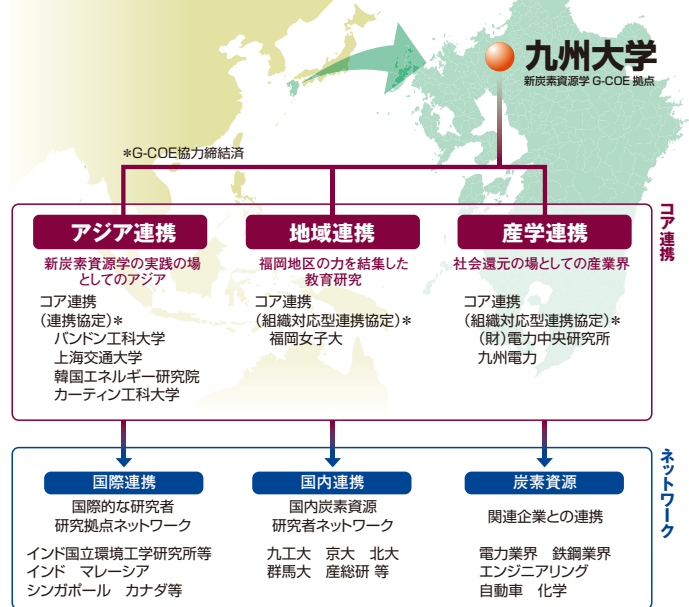 九州大学
新炭素資源学 G-COE 拠点
*G-COE協力締結済
コア連携
アジア連携
新炭素資源学の実践の場
としてのアジア
コア連携
(連携協定)*
バンドン工科大学
上海交通大学
韓国エネルギー研究院
カーティン工科大学
地域連携
福岡地区の力を結集した
教育研究
コア連携
(組織対応型連携協定)*
福岡女子大
産学連携
社会還元の場としての産業界
コア連携
(組織対応型連携協定)*
(財)電力中央研究所
九州電力
ネットワーク
国際連携
国際的な研究者
研究拠点ネットワーク
インド国立環境工学研究所等
インド　マレーシア
シンガポール　カナダ等
国内連携
国内炭素資源
研究者ネットワーク
九工大　京大　北大
群馬大　産総研 等
炭素資源
関連企業との連携
電力業界　鉄鋼業界
エンジニアリング
自動車　化学